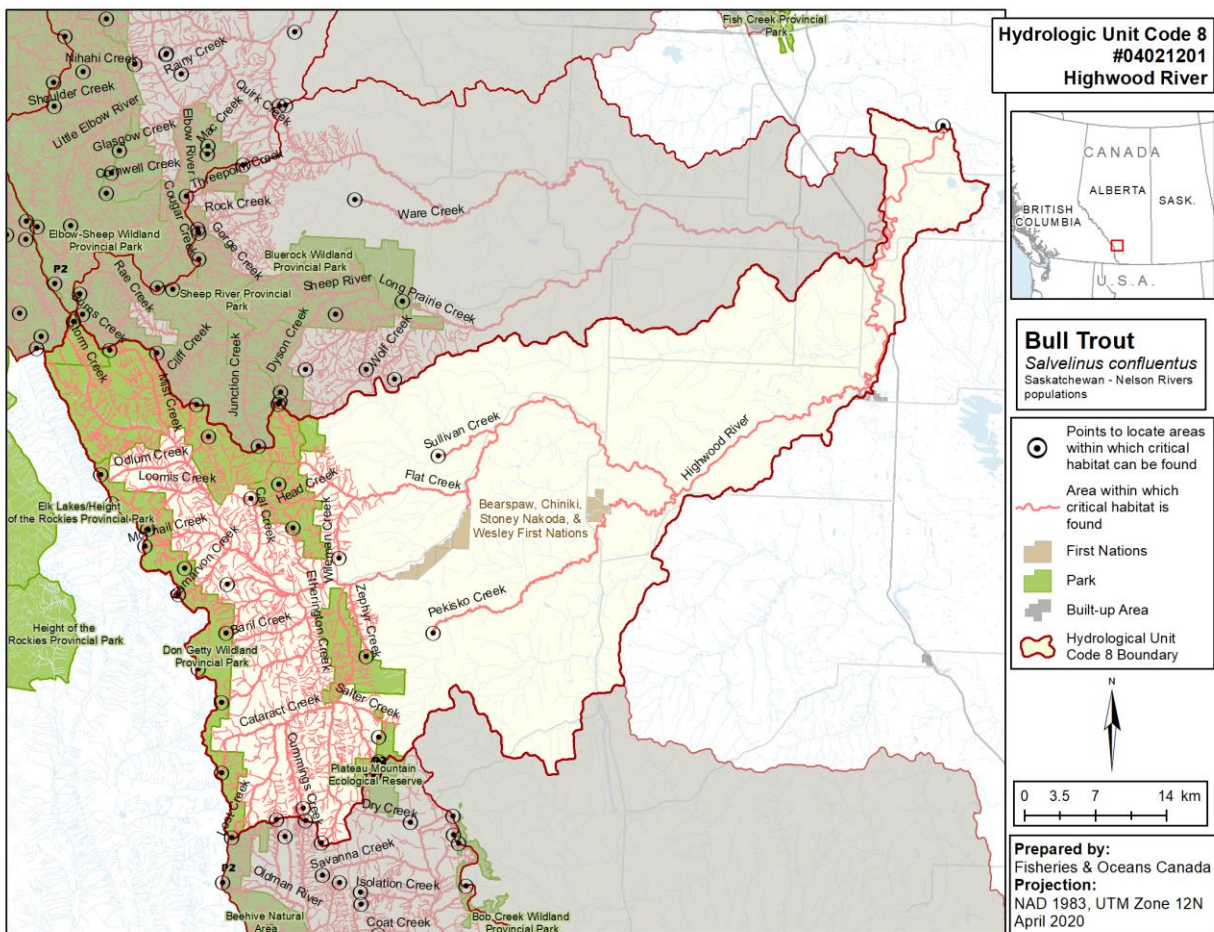 Fish Creek Provincial
Park
Nihahi Creek
Rainy Creek
Shoulder Creek
Quirk Creek
Little Elbow River
Mac Creek
Glasgow Creek
Elbow River
Cornwell Creek
Threepoint Creek
Cougar Creek
Rock Creek
Ware Creek
Gorge Creek
Elbow-Sheep Wildland
Provincial Park
Bluerock Wildland
Provincial Park
P2
Rae Creek
Sheep River Provincial
Park
Sheep River
Long Prairie Creek
Burns Creek
Storm Creek
Cliff Creek
Dyson Creek
Wolf Creek
Junction Creek
Mist Creek
Sullivan Creek
Odlum Creek
Loomis Creek
Flat Creek
Head Creek
Cat Creek
Highwood River
Elk Lakes/Height
of the Rockies Provincial Park
McPhail Creek
Bearspaw, Chiniki,
Stoney Nakoda, &
Wesley First Nations
Wileman Creek
Etherington Creek
Zephyr Creek
Pekisko Creek
Baril Creek
Height of the
Rockies Provincial Park
Don Getty Wildland
Provincial Park
Salter Creek
Cataract Creek
Cummings Creek
Plateau Mountain
Ecological Reserve
Lost Creek
Dry Creek
Savanna Creek
P2
Oldman River
Isolation Creek
Beehive Natural
Area
Coat Creek
Bob Creek Wildland
Provincial Park
Hydrologic Unit Code 8
#04021201
Highwood River
CANADA
ALBERTA
SASK.
BRITISH
COLUMBIA
U.S.A.
Bull Trout
Salvelinus confluentus
Saskatchewan - Nelson Rivers
populations
Points to locate areas
within which critical
habitat can be found
Area within which
critical habitat is
found
First Nations
Park
Built-up Area
Hydrological Unit
Code 8 Boundary
N
0 3.5 7 14 km
Prepared by:
Fisheries & Oceans Canada
Projection:
NAD 1983, UTM Zone 12N
April 2020